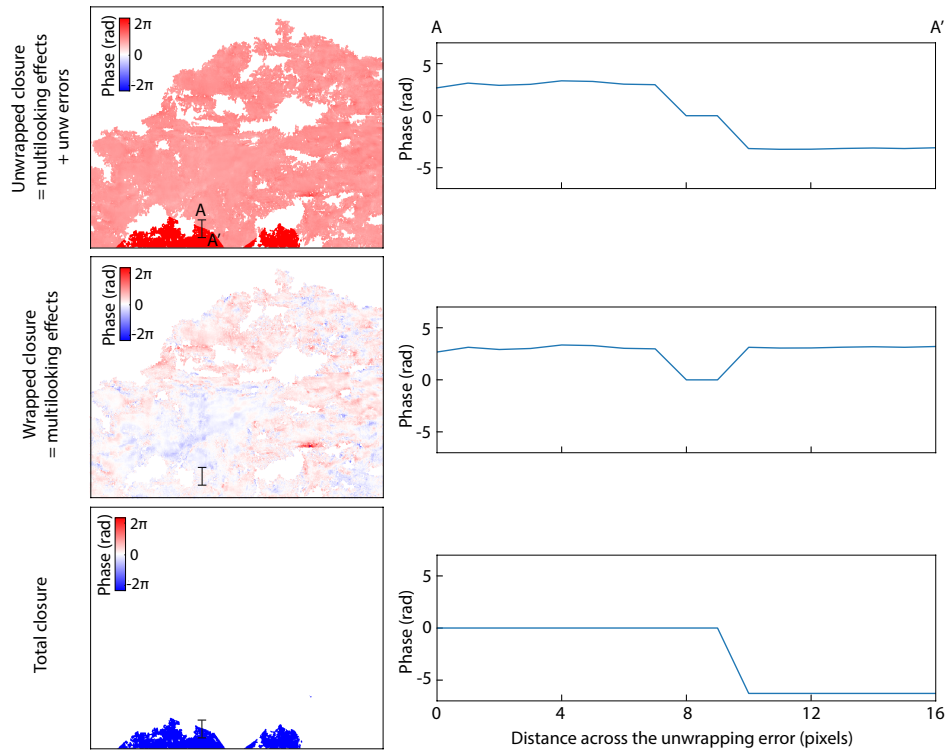 Unwrapped closure
= multilooking effects
+ unw errors
Phase (rad)
2π
0
-2π
A
A'
A
A'
Phase (rad)
5
0
-5
Wrapped closure
= multilooking effects
Phase (rad)
2π
0
-2π
Phase (rad)
5
0
-5
Total closure
Phase (rad)
2π
0
-2π
Phase (rad)
5
0
-5
0
4
8
12
16
Distance across the unwrapping error (pixels)